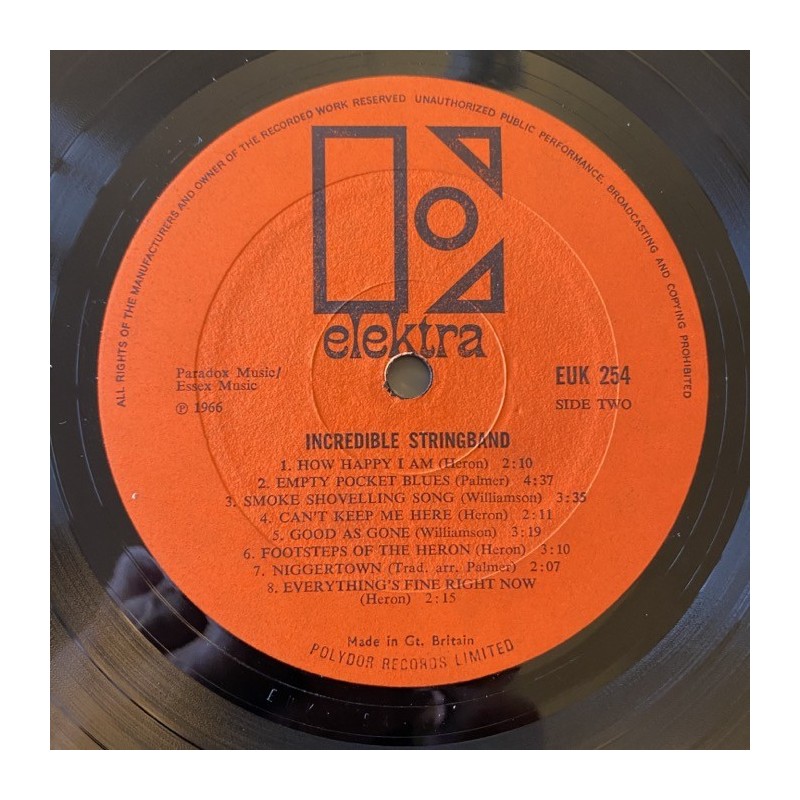 ALL RIGHTS OF THE MANUFACTURERS AND OWNER OF THE RECORDED WORK RESERVED UNAUTHORIZED PUBLIC PERFORMANCE, BROADCASTING AND COPYING PROHIBITED
elektra
Paradox Music/
Essex Music
℗ 1966
EUK 254
SIDE TWO
INCREDIBLE STRINGBAND
1. HOW HAPPY I AM (Heron) 2:10
2. EMPTY POCKET BLUES (Palmer) 4:37
3. SMOKE SHOVELLING SONG (Williamson) 3:35
4. CAN'T KEEP ME HERE (Heron) 2:11
5. GOOD AS GONE (Williamson) 3:19
6. FOOTSTEPS OF THE HERON (Heron) 3:10
7. NIGGERTOWN (Trad. arr. Palmer) 2:07
8. EVERYTHING'S FINE RIGHT NOW
(Heron) 2:15
Made in Gt. Britain
POLYDOR RECORDS LIMITED